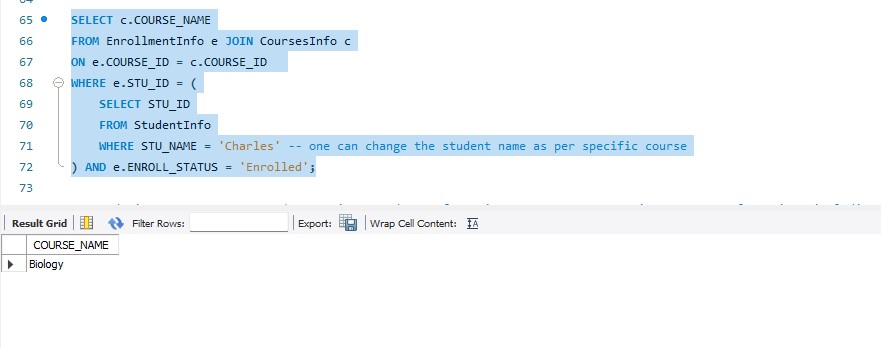 65 SELECT c.COURSE_NAME
66 FROM EnrollmentInfo e JOIN CoursesInfo c
67 ON e.COURSE_ID = c.COURSE_ID
68 WHERE e.STU_ID = (
69 SELECT STU_ID
70 FROM StudentInfo
71 WHERE STU_NAME = 'Charles' -- one can change the student name as per specific course
72 ) AND e.ENROLL_STATUS = 'Enrolled';
73
Result Grid Filter Rows: Export: Wrap Cell Content: IA
COURSE_NAME
Biology